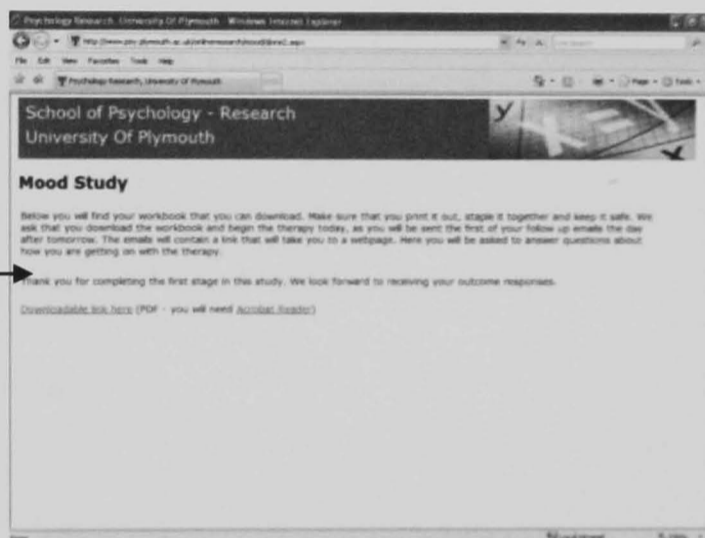 Psychology Research, University Of Plymouth - Windows Internet Explorer
File Edit View Favorites Tools Help
Psychology Research, University Of Plymouth
Page Tools
School of Psychology - Research
University Of Plymouth
Mood Study
Below you will find your workbook that you can download. Make sure that you print it out, staple it together and keep it safe. We
ask that you download the workbook and begin the therapy today, as you will be sent the first of your follow up emails the day
after tomorrow. The emails will contain a link that will take you to a webpage. Here you will be asked to answer questions about
how you are getting on with the therapy.
Thank you for completing the first stage in this study. We look forward to receiving your outcome responses.
Downloadable link here (PDF - you will need Acrobat Reader)